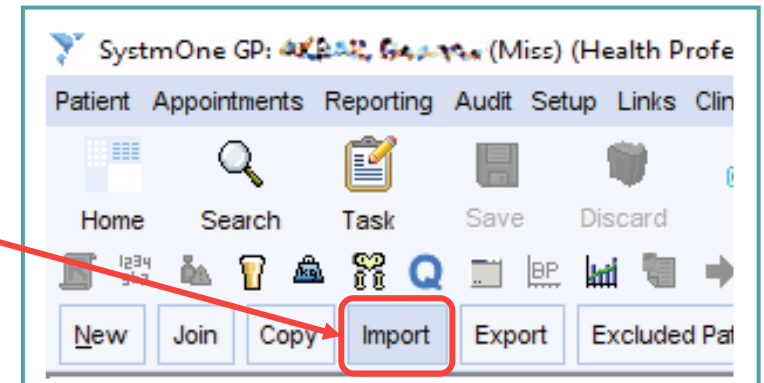 SystmOne GP: (Miss) (Health Profe
Patient Appointments Reporting Audit Setup Links Clin
Home Search Task Save Discard
BP
New Join Copy Import Export Excluded Pat